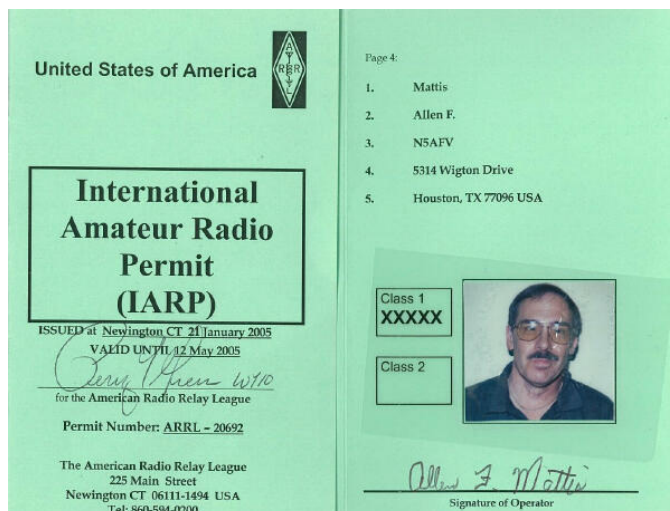 United States of America
A
RRR
L
International
Amateur Radio
Permit
(IARP)
ISSUED at Newington CT 21 January 2005
VALID UNTIL 12 May 2005
for the American Radio Relay League
Permit Number: ARRL – 20692
The American Radio Relay League
225 Main Street
Newington CT 06111-1494 USA
Tel: 860-594-0200
Page 4:
1. Mattis
2. Allen F.
3. N5AFV
4. 5314 Wigton Drive
5. Houston, TX 77096 USA
Class 1
XXXXX
Class 2
Allen F. Mattis
Signature of Operator